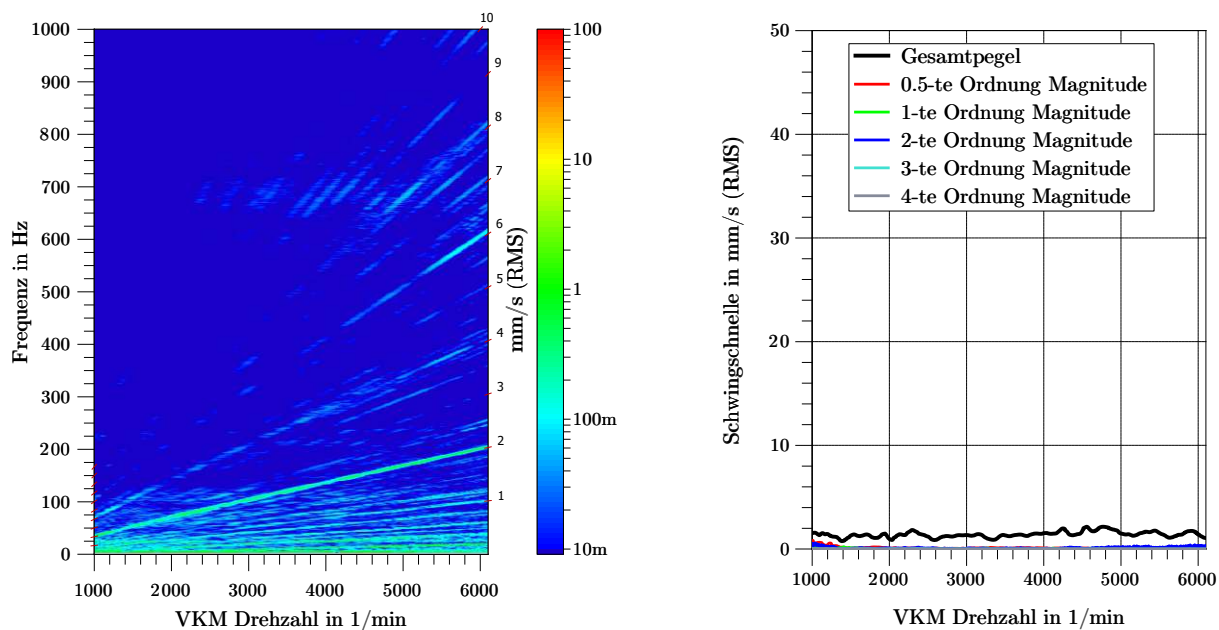 1000
900
800
700
600
500
400
300
200
100
0
Frequenz in Hz
1000 2000 3000 4000 5000 6000
VKM Drehzahl in 1/min
10
9
8
7
6
5
4
3
2
1
mm/s (RMS)
100
10
1
100m
10m
50
40
30
20
10
0
Schwingschnelle in mm/s (RMS)
Gesamtpegel
0.5-te Ordnung Magnitude
1-te Ordnung Magnitude
2-te Ordnung Magnitude
3-te Ordnung Magnitude
4-te Ordnung Magnitude
1000 2000 3000 4000 5000 6000
VKM Drehzahl in 1/min